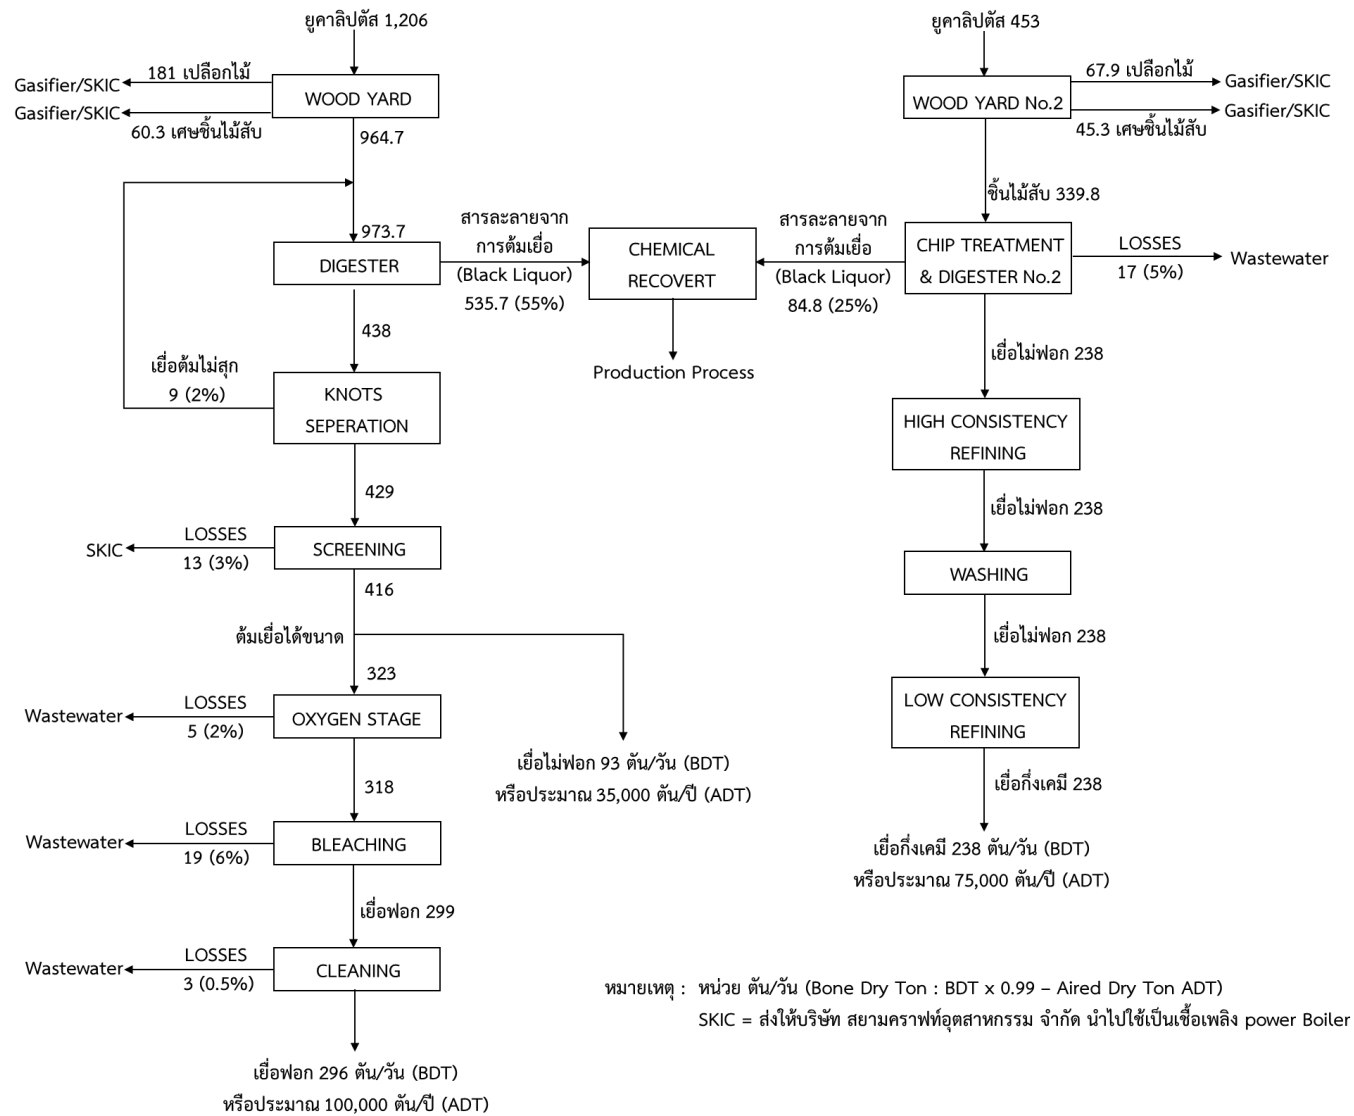 ยูคาลิปตัส 1,206
181 เปลือกไม้
Gasifier/SKIC
WOOD YARD
Gasifier/SKIC
60.3 เศษชิ้นไม้สับ
964.7
973.7
DIGESTER
สารละลายจาก
การต้มเยื่อ
(Black Liquor)
535.7 (55%)
438
เยื่อต้มไม่สุก
9 (2%)
KNOTS
SEPERATION
429
LOSSES
SKIC
13 (3%)
SCREENING
416
ต้มเยื่อได้ขนาด
323
LOSSES
Wastewater
5 (2%)
OXYGEN STAGE
เยื่อไม่ฟอก 93 ตัน/วัน (BDT)
หรือประมาณ 35,000 ตัน/ปี (ADT)
318
LOSSES
Wastewater
19 (6%)
BLEACHING
เยื่อฟอก 299
LOSSES
Wastewater
3 (0.5%)
CLEANING
เยื่อฟอก 296 ตัน/วัน (BDT)
หรือประมาณ 100,000 ตัน/ปี (ADT)
CHEMICAL
RECOVERT
Production Process
ยูคาลิปตัส 453
67.9 เปลือกไม้
Gasifier/SKIC
WOOD YARD No.2
Gasifier/SKIC
45.3 เศษชิ้นไม้สับ
ชิ้นไม้สับ 339.8
สารละลายจาก
การต้มเยื่อ
(Black Liquor)
84.8 (25%)
CHIP TREATMENT
& DIGESTER No.2
LOSSES
17 (5%)
Wastewater
เยื่อไม่ฟอก 238
HIGH CONSISTENCY
REFINING
เยื่อไม่ฟอก 238
WASHING
เยื่อไม่ฟอก 238
LOW CONSISTENCY
REFINING
เยื่อกึ่งเคมี 238
เยื่อกึ่งเคมี 238 ตัน/วัน (BDT)
หรือประมาณ 75,000 ตัน/ปี (ADT)
หมายเหตุ : หน่วย ตัน/วัน (Bone Dry Ton : BDT x 0.99 – Aired Dry Ton ADT)
SKIC = ส่งให้บริษัท สยามคราฟท์อุตสาหกรรม จำกัด นำไปใช้เป็นเชื้อเพลิง power Boiler